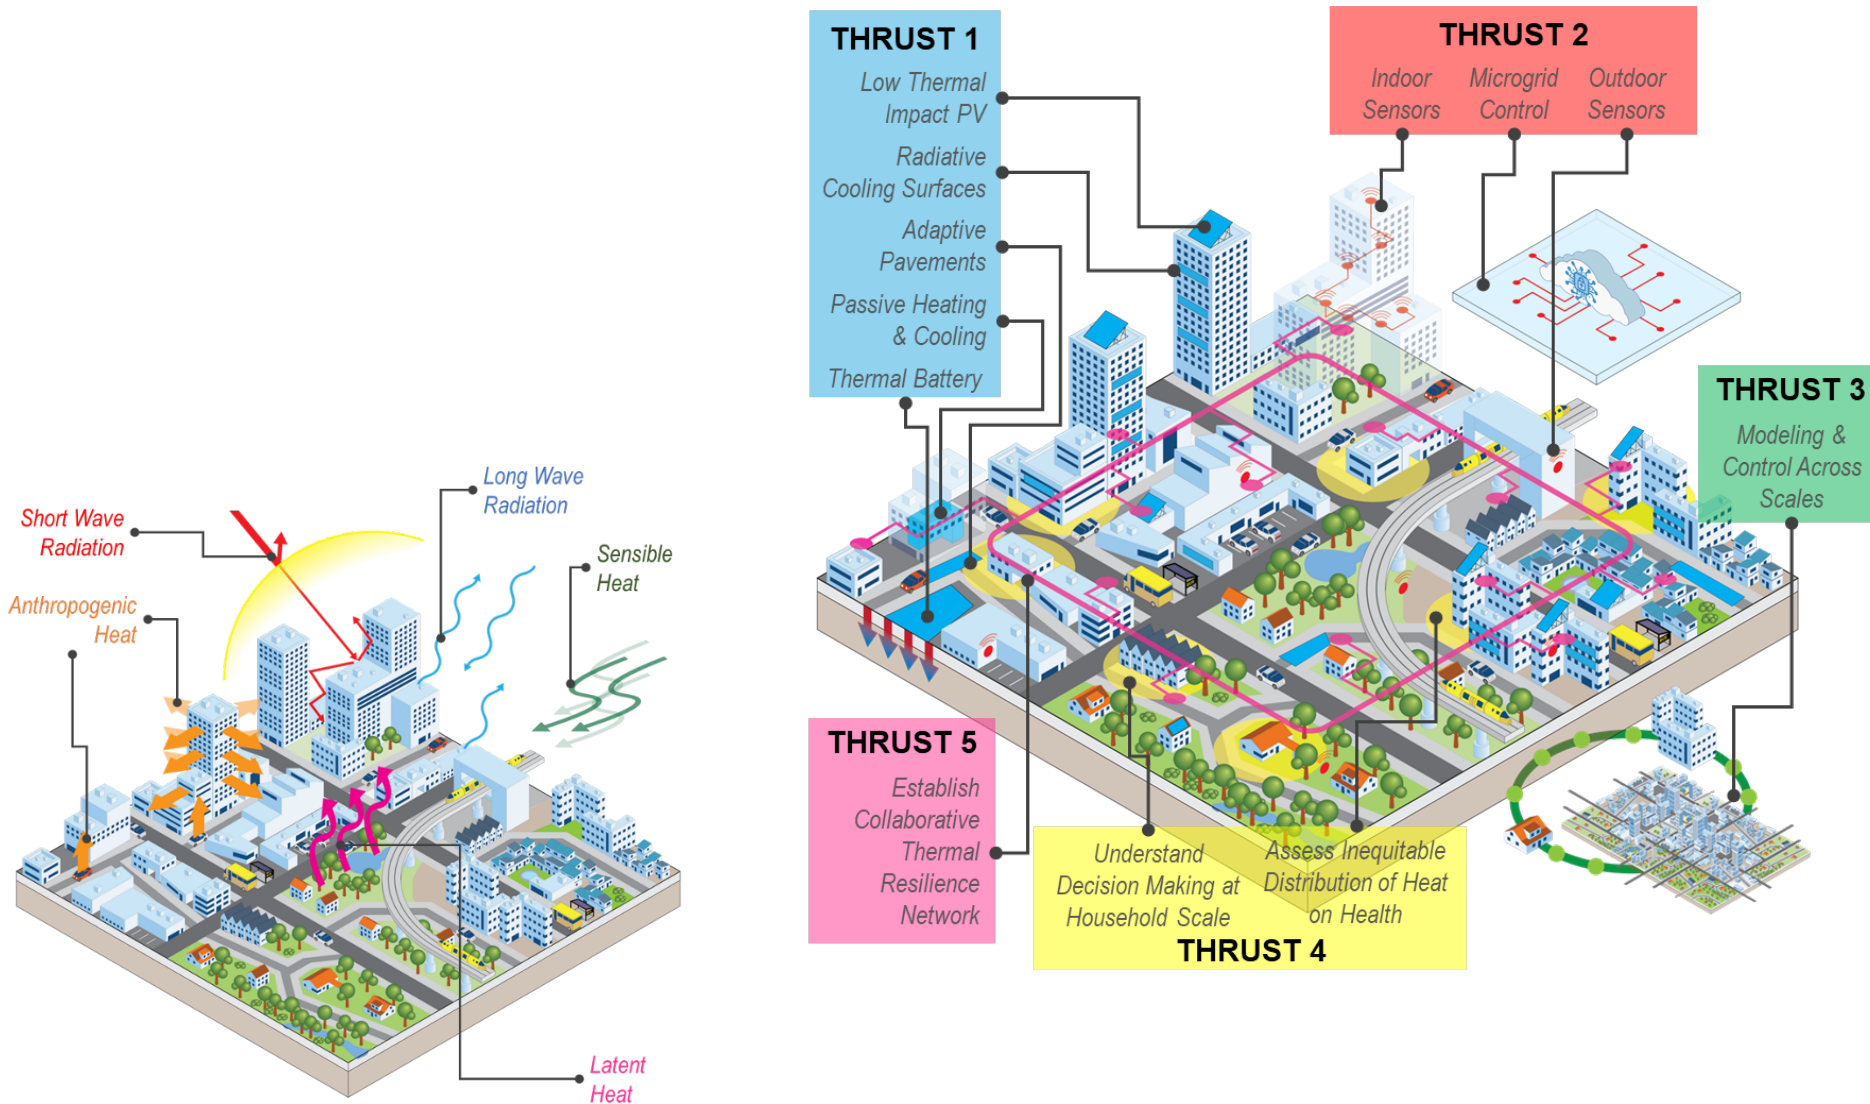 Short Wave
Radiation
Anthropogenic
Heat
Long Wave
Radiation
Sensible
Heat
Latent
Heat
THRUST 1
Low Thermal
Impact PV
Radiative
Cooling Surfaces
Adaptive
Pavements
Passive Heating
& Cooling
Thermal Battery
THRUST 2
Indoor
Sensors
Microgrid
Control
Outdoor
Sensors
THRUST 3
Modeling &
Control Across
Scales
THRUST 5
Establish
Collaborative
Thermal
Resilience
Network
Understand
Decision Making at
Household Scale
Assess Inequitable
Distribution of Heat
on Health
THRUST 4